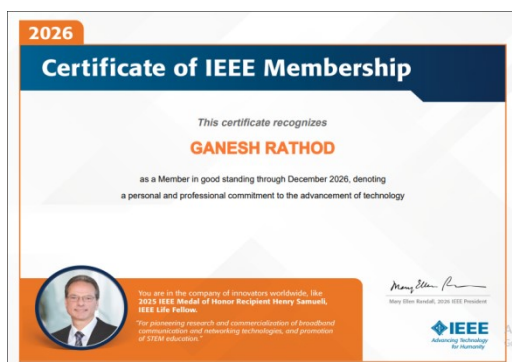 2026
Certificate of IEEE Membership
This certificate recognizes
GANESH RATHOD
as a Member in good standing through December 2026, denoting
a personal and professional commitment to the advancement of technology
You are in the company of innovators worldwide, like
2025 IEEE Medal of Honor Recipient Henry Samueli,
IEEE Life Fellow.
"For pioneering research and commercialization of broadband
communication and networking technologies, and promotion
of STEM education."
Mary Ellen Randall, 2026 IEEE President
IEEE
Advancing Technology
for Humanity